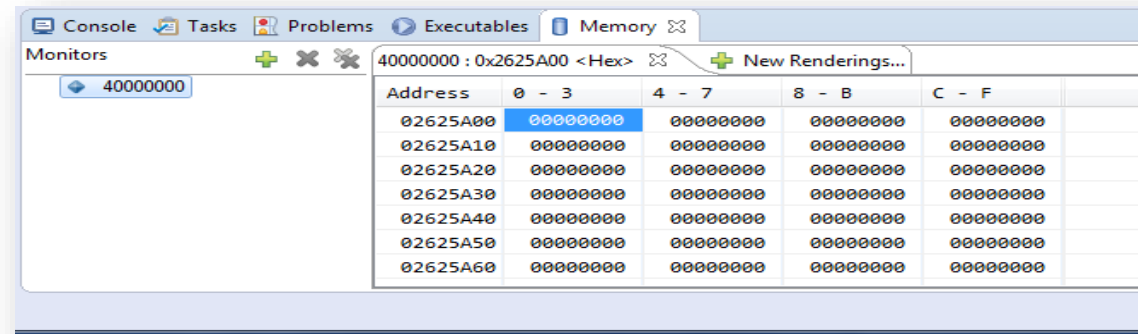 Console Tasks Problems Executables Memory
Monitors
40000000 : 0x2625A00 <Hex> New Renderings...
40000000
Address 0 - 3 4 - 7 8 - B C - F
02625A00 00000000 00000000 00000000 00000000
02625A10 00000000 00000000 00000000 00000000
02625A20 00000000 00000000 00000000 00000000
02625A30 00000000 00000000 00000000 00000000
02625A40 00000000 00000000 00000000 00000000
02625A50 00000000 00000000 00000000 00000000
02625A60 00000000 00000000 00000000 00000000